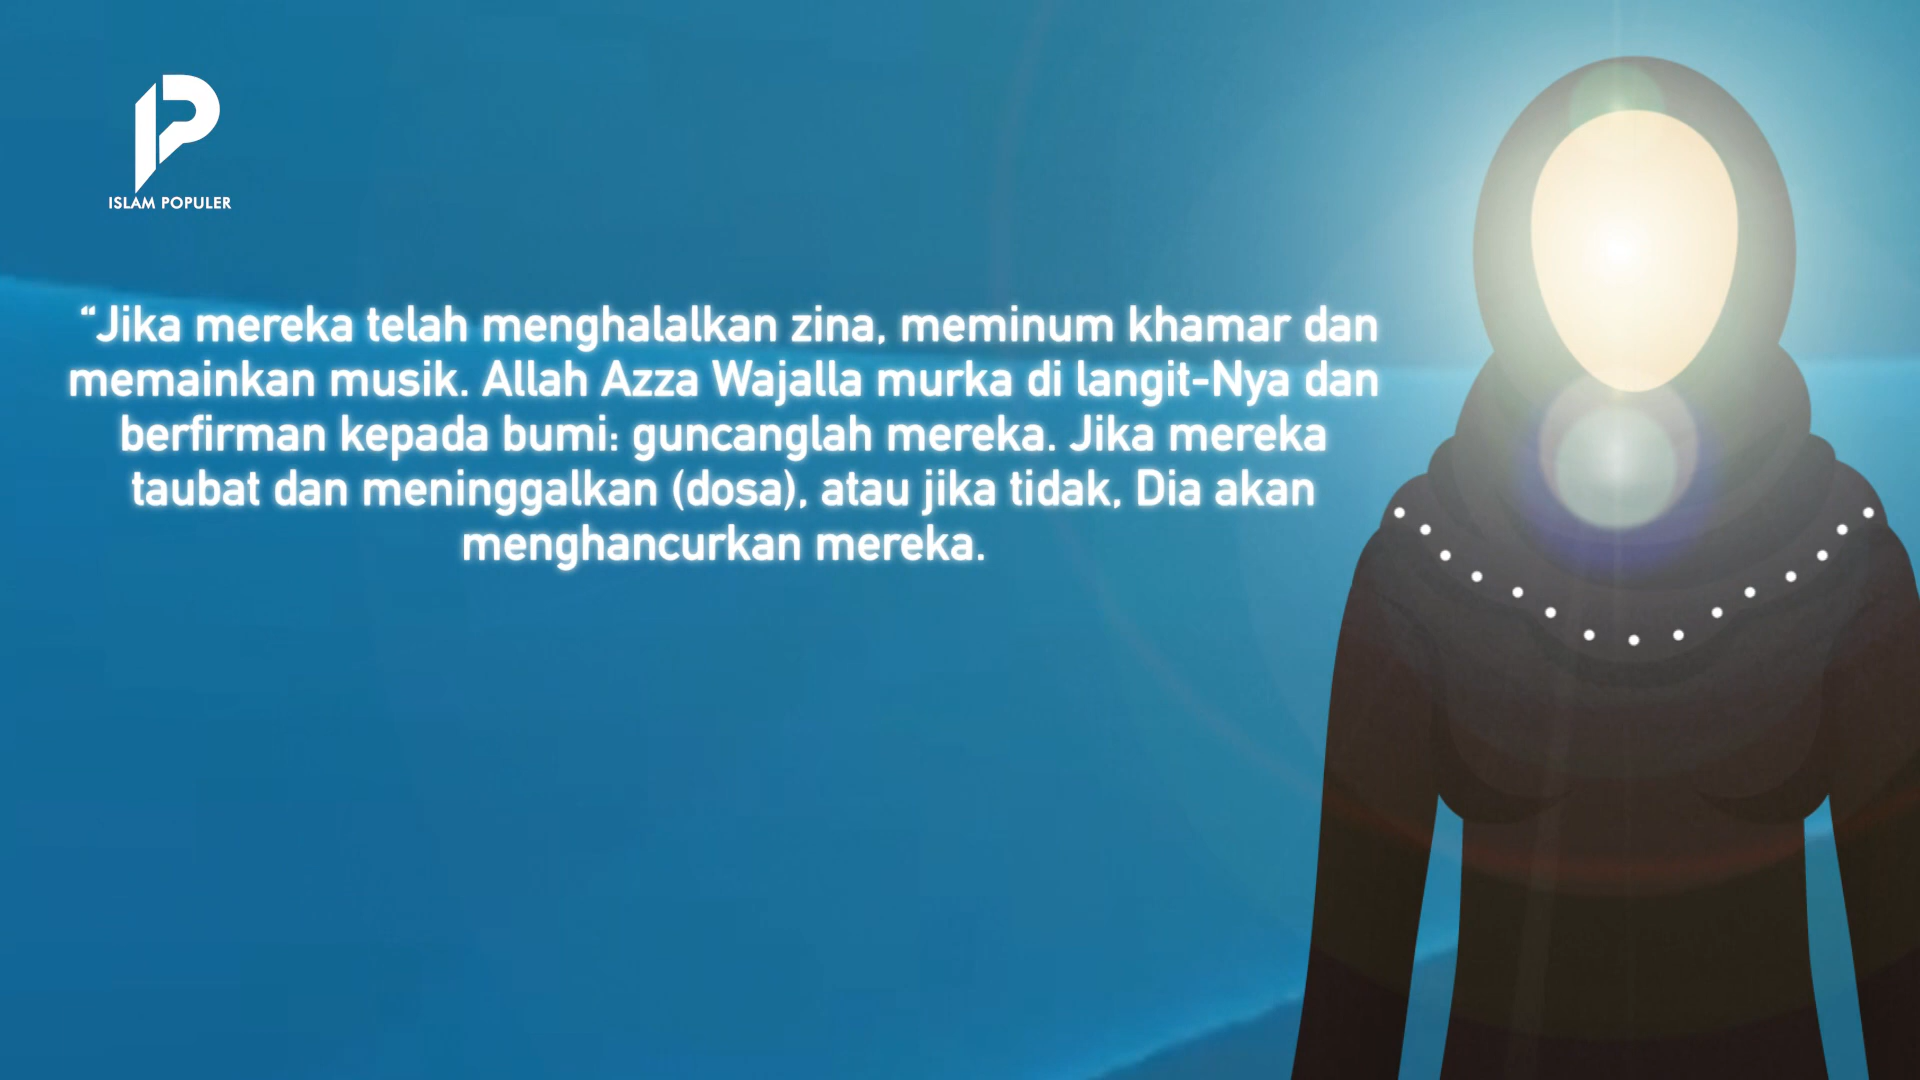 ISLAM POPULER
“Jika mereka telah menghalalkan zina, meminum khamar dan
memainkan musik. Allah Azza Wajalla murka di langit-Nya dan
berfirman kepada bumi: guncanglah mereka. Jika mereka
taubat dan meninggalkan (dosa), atau jika tidak, Dia akan
menghancurkan mereka.